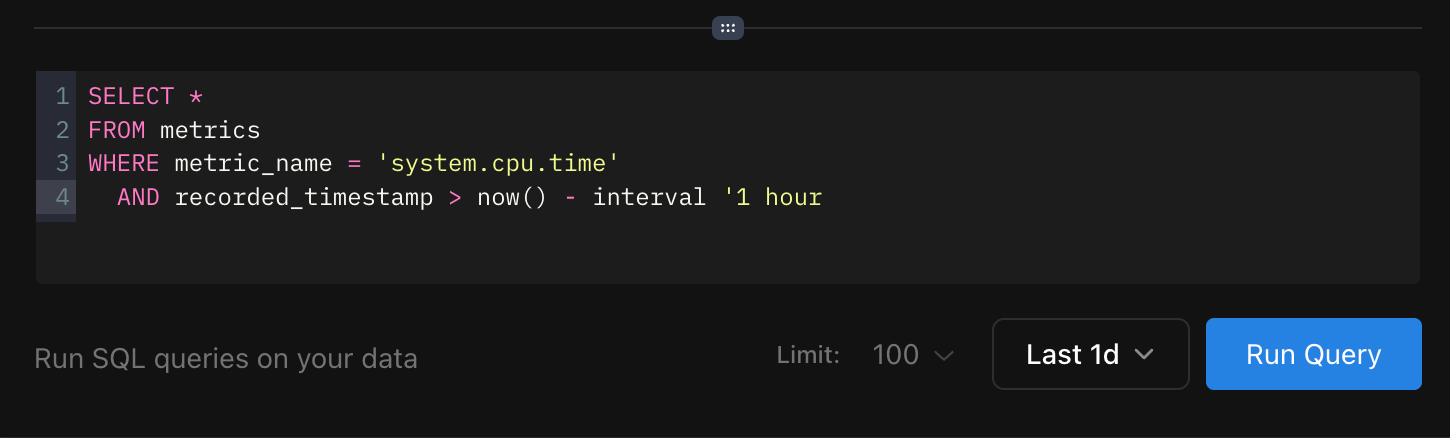 1 SELECT *
2 FROM metrics
3 WHERE metric_name = 'system.cpu.time'
4   AND recorded_timestamp > now() - interval '1 hour
Run SQL queries on your data
Limit: 100
Last 1d
Run Query